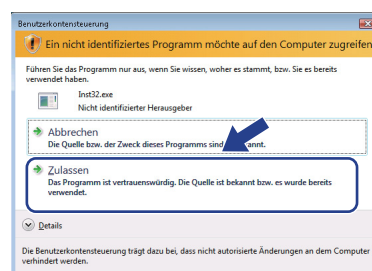 Benutzerkontensteuerung
Ein nicht identifiziertes Programm möchte auf den Computer zugreifen
Führen Sie das Programm nur aus, wenn Sie wissen, woher es stammt, bzw. Sie es bereits
verwendet haben.
Inst32.exe
Nicht identifizierter Herausgeber
Abbrechen
Die Quelle bzw. der Zweck dieses Programms sind annt.
Zulassen
Das Programm ist vertrauenswürdig. Die Quelle ist bekannt bzw. es wurde bereits
verwendet.
Details
Die Benutzerkontensteuerung trägt dazu bei, dass nicht autorisierte Änderungen an dem Computer
verhindert werden.